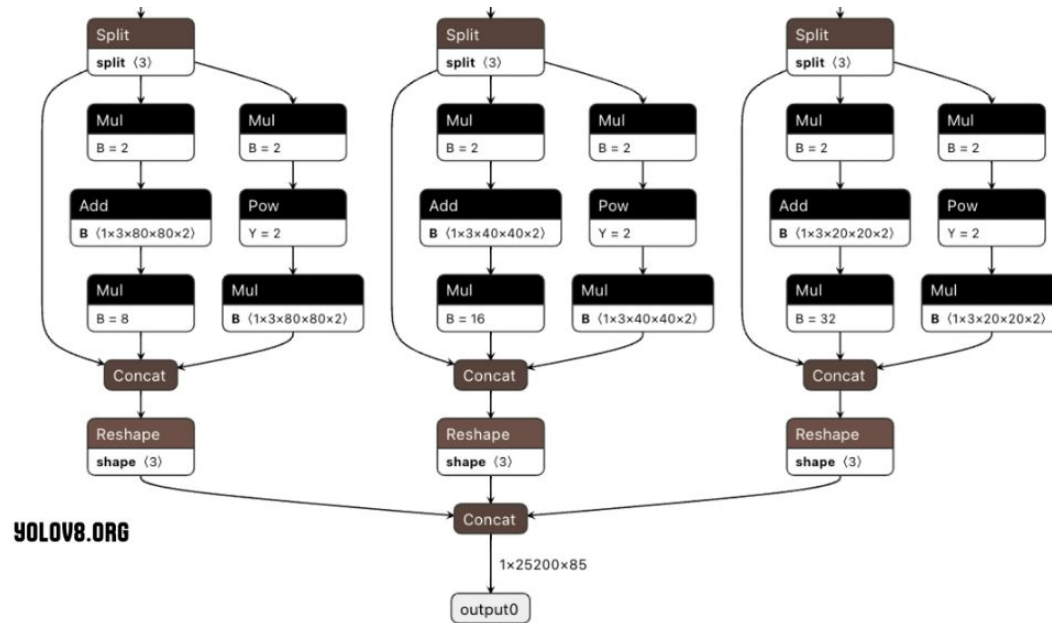 Split
split ⟨3⟩
Mul
B = 2
Mul
B = 2
Add
B ⟨1×3×80×80×2⟩
Pow
Y = 2
Mul
B = 8
Mul
B ⟨1×3×80×80×2⟩
Concat
Reshape
shape ⟨3⟩
Split
split ⟨3⟩
Mul
B = 2
Mul
B = 2
Add
B ⟨1×3×40×40×2⟩
Pow
Y = 2
Mul
B = 16
Mul
B ⟨1×3×40×40×2⟩
Concat
Reshape
shape ⟨3⟩
Split
split ⟨3⟩
Mul
B = 2
Mul
B = 2
Add
B ⟨1×3×20×20×2⟩
Pow
Y = 2
Mul
B = 32
Mul
B ⟨1×3×20×20×2⟩
Concat
Reshape
shape ⟨3⟩
Concat
1×25200×85
output0
YOLOV8.ORG